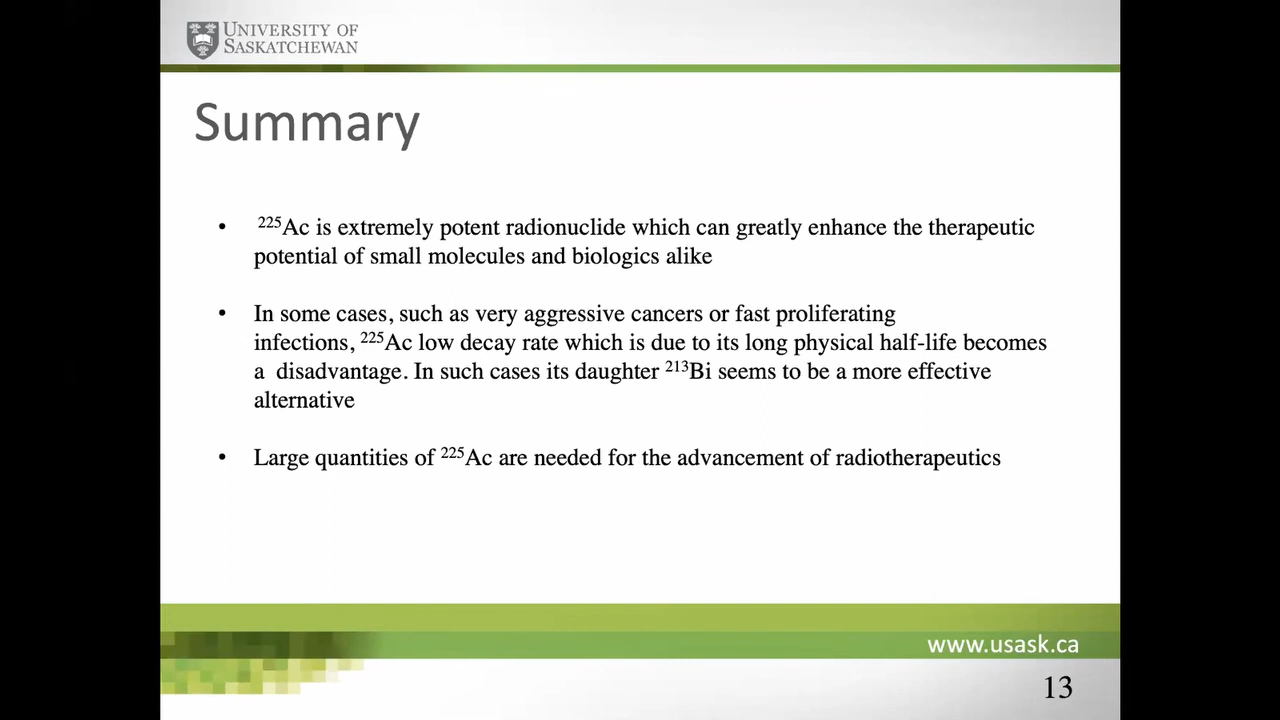 UNIVERSITY OF
SASKATCHEWAN
Summary
• ²²⁵Ac is extremely potent radionuclide which can greatly enhance the therapeutic
potential of small molecules and biologics alike
• In some cases, such as very aggressive cancers or fast proliferating
infections, ²²⁵Ac low decay rate which is due to its long physical half-life becomes
a disadvantage. In such cases its daughter ²¹³Bi seems to be a more effective
alternative
• Large quantities of ²²⁵Ac are needed for the advancement of radiotherapeutics
www.usask.ca
13